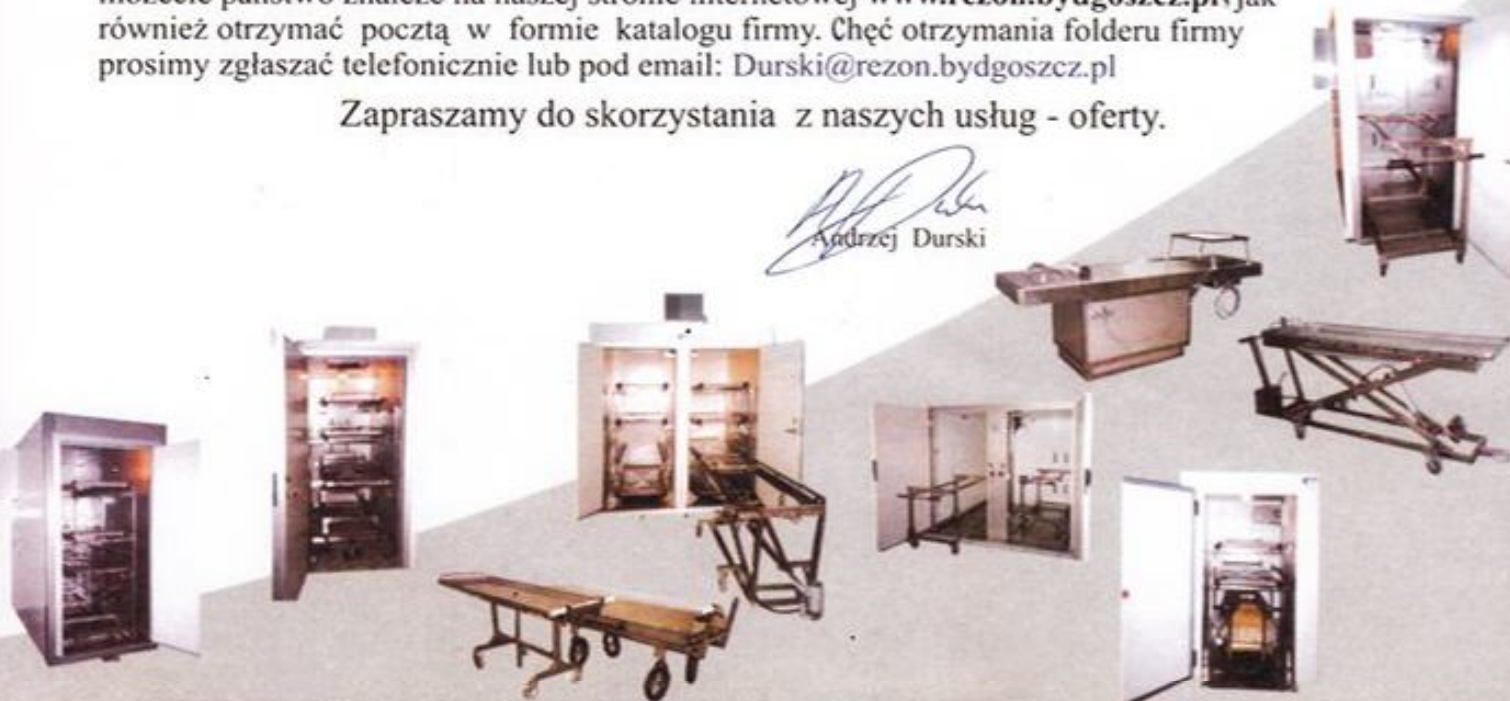 możecie państwo znaleźć na naszej stronie internetowej www.rezon.bydgoszcz.pl, jak
również otrzymać pocztą w formie katalogu firmy. Chęć otrzymania folderu firmy
prosimy zgłaszać telefonicznie lub pod email: Durski@rezon.bydgoszcz.pl
Zapraszamy do skorzystania z naszych usług - oferty.
Andrzej Durski